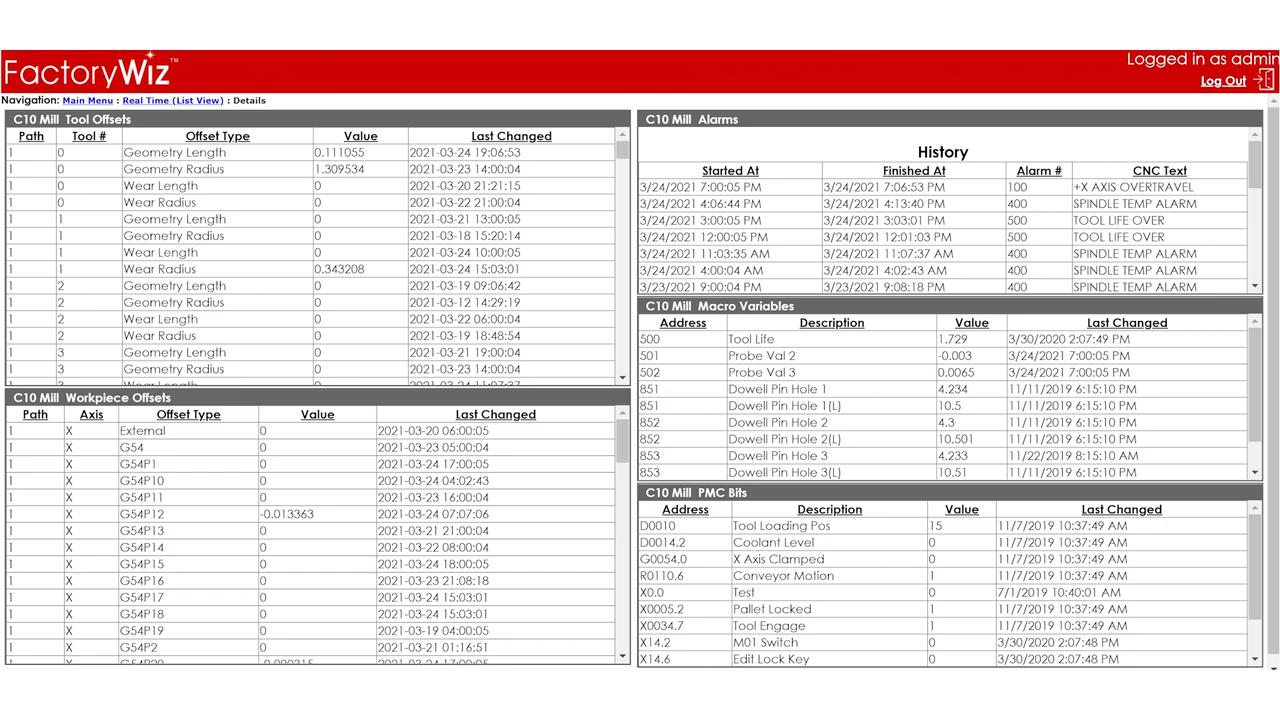 FactoryWiz™
Logged in as admin
Log Out
Navigation: Main Menu : Real Time (List View) : Details
C10 Mill Tool Offsets
Path Tool # Offset Type Value Last Changed
1 0 Geometry Length 0.111055 2021-03-24 19:06:53
1 0 Geometry Radius 1.309534 2021-03-23 14:00:04
1 0 Wear Length 0 2021-03-20 21:21:15
1 0 Wear Radius 0 2021-03-22 21:00:04
1 1 Geometry Length 0 2021-03-21 13:00:05
1 1 Geometry Radius 0 2021-03-18 15:20:14
1 1 Wear Length 0 2021-03-24 10:00:05
1 1 Wear Radius 0.343208 2021-03-24 15:03:01
1 2 Geometry Length 0 2021-03-19 09:06:42
1 2 Geometry Radius 0 2021-03-12 14:29:19
1 2 Wear Length 0 2021-03-22 06:00:04
1 2 Wear Radius 0 2021-03-19 18:48:54
1 3 Geometry Length 0 2021-03-21 19:00:04
1 3 Geometry Radius 0 2021-03-24 18:00:05
1 3 Wear Length 0 2021-03-24 11:07:37
C10 Mill Workpiece Offsets
Path Axis Offset Type Value Last Changed
1 X External 0 2021-03-20 06:00:05
1 X G54 0 2021-03-23 05:00:04
1 X G54P1 0 2021-03-24 17:00:05
1 X G54P10 0 2021-03-24 04:02:43
1 X G54P11 0 2021-03-23 16:00:04
1 X G54P12 -0.013363 2021-03-24 07:07:06
1 X G54P13 0 2021-03-21 21:00:04
1 X G54P14 0 2021-03-22 08:00:04
1 X G54P15 0 2021-03-24 18:00:05
1 X G54P16 0 2021-03-23 21:08:18
1 X G54P17 0 2021-03-24 15:03:01
1 X G54P18 0 2021-03-24 15:03:01
1 X G54P19 0 2021-03-19 04:00:05
1 X G54P2 0 2021-03-21 01:16:51
1 X G54P20 -0.090315 2021-03-24 17:00:05
C10 Mill Alarms
History
Started At Finished At Alarm # CNC Text
3/24/2021 7:00:05 PM 3/24/2021 7:06:53 PM 100 +X AXIS OVERTRAVEL
3/24/2021 4:06:44 PM 3/24/2021 4:13:40 PM 400 SPINDLE TEMP ALARM
3/24/2021 3:00:05 PM 3/24/2021 3:03:01 PM 500 TOOL LIFE OVER
3/24/2021 12:00:05 PM 3/24/2021 12:01:03 PM 500 TOOL LIFE OVER
3/24/2021 11:03:35 AM 3/24/2021 11:07:37 AM 400 SPINDLE TEMP ALARM
3/24/2021 4:00:04 AM 3/24/2021 4:02:43 AM 400 SPINDLE TEMP ALARM
3/23/2021 9:00:04 PM 3/23/2021 9:08:18 PM 400 SPINDLE TEMP ALARM
C10 Mill Macro Variables
Address Description Value Last Changed
500 Tool Life 1.729 3/30/2020 2:07:49 PM
501 Probe Val 2 -0.003 3/24/2021 7:00:05 PM
502 Probe Val 3 0.0065 3/24/2021 7:00:05 PM
851 Dowell Pin Hole 1 4.234 11/11/2019 6:15:10 PM
851 Dowell Pin Hole 1(L) 10.5 11/11/2019 6:15:10 PM
852 Dowell Pin Hole 2 4.3 11/11/2019 6:15:10 PM
852 Dowell Pin Hole 2(L) 10.501 11/11/2019 6:15:10 PM
853 Dowell Pin Hole 3 4.233 11/22/2019 8:15:10 AM
853 Dowell Pin Hole 3(L) 10.51 11/11/2019 6:15:10 PM
C10 Mill PMC Bits
Address Description Value Last Changed
D0010 Tool Loading Pos 15 11/7/2019 10:37:49 AM
D0014.2 Coolant Level 0 11/7/2019 10:37:49 AM
G0054.0 X Axis Clamped 0 11/7/2019 10:37:49 AM
R0110.6 Conveyor Motion 1 11/7/2019 10:37:49 AM
X0.0 Test 0 7/1/2019 10:40:01 AM
X0005.2 Pallet Locked 1 11/7/2019 10:37:49 AM
X0034.7 Tool Engage 1 11/7/2019 10:37:49 AM
X14.2 M01 Switch 0 3/30/2020 2:07:48 PM
X14.6 Edit Lock Key 0 3/30/2020 2:07:48 PM